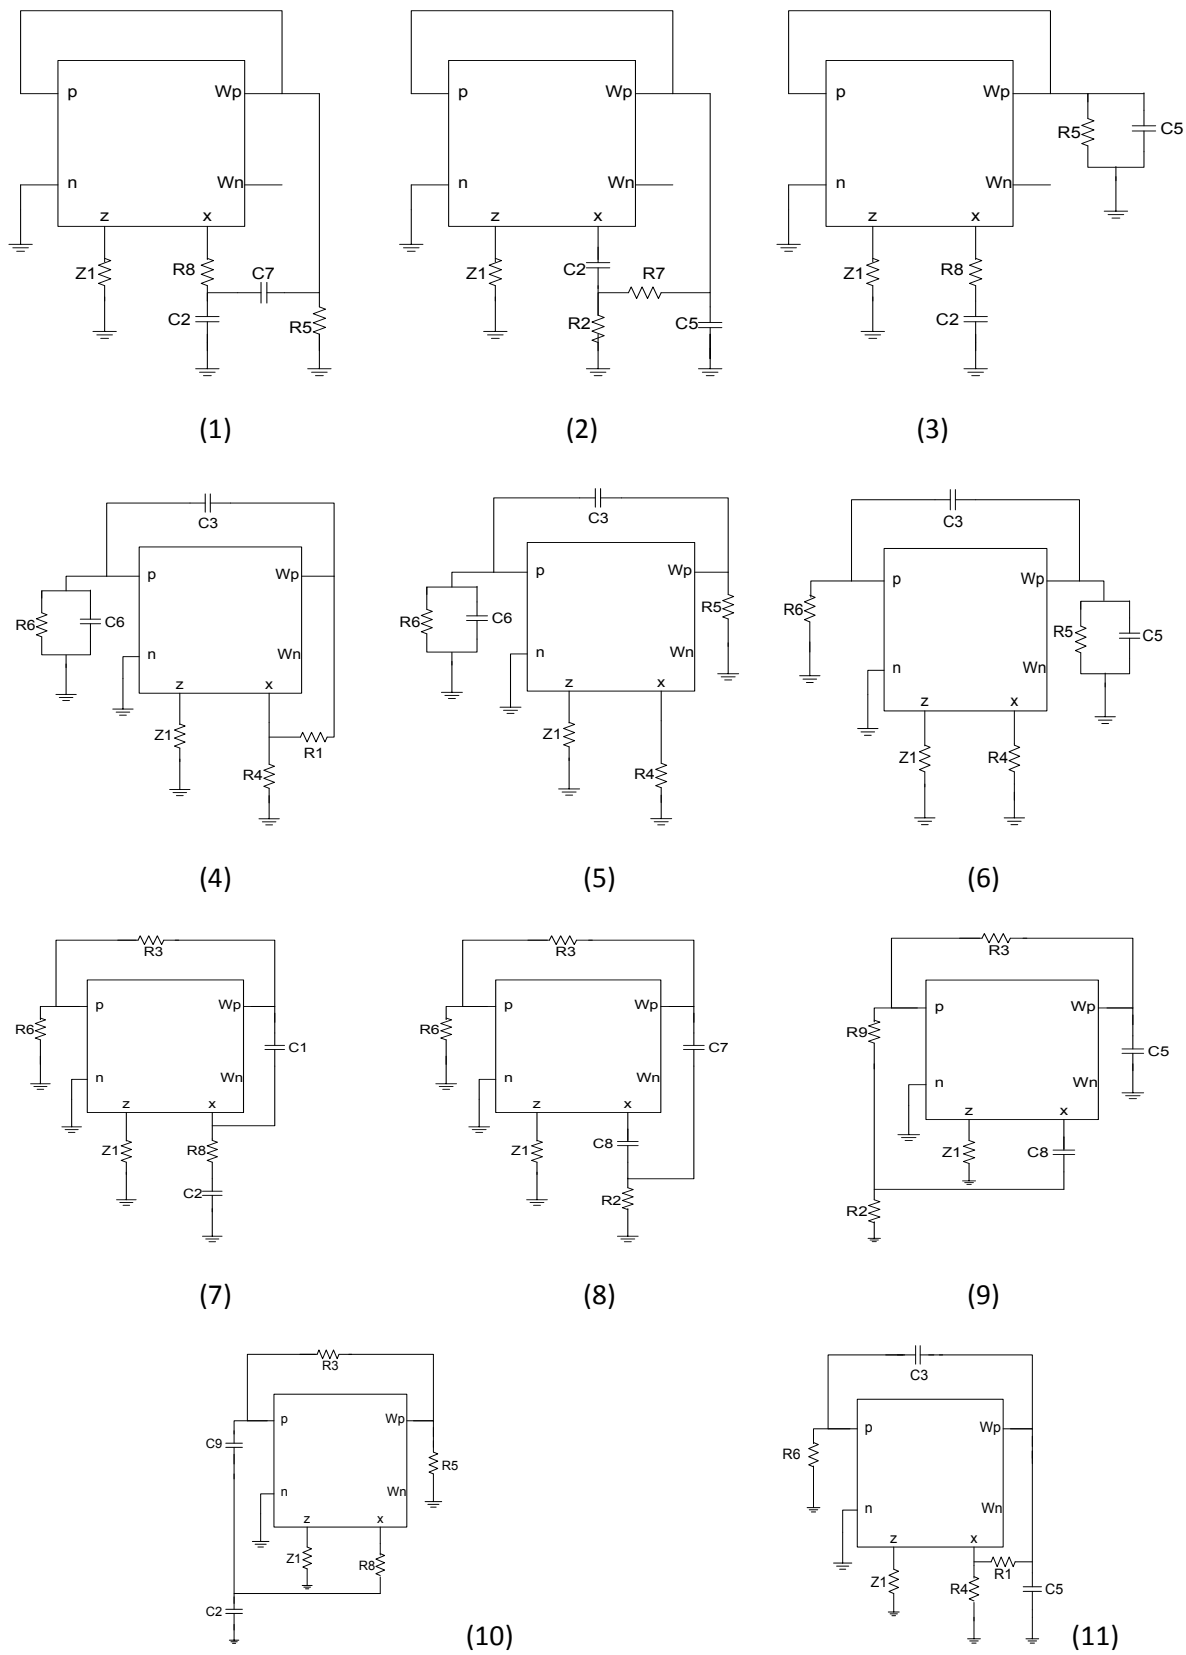 p Wp p Wp p Wp
R5 C5
n Wn n Wn n Wn
z x z x z x
Z1 R8 C7 Z1 C2 R7 Z1 R8
C2 R5 R2 C5 C2
(1) (2) (3)
C3 C3 C3
p Wp p Wp p Wp
R6 C6 R6 C6 R5 R6 R5 C5
n Wn n Wn n Wn
z x z x z x
Z1 R1 Z1 Z1 R4
R4 R4
(4) (5) (6)
R3 R3 R3
p Wp p Wp p Wp
R6 C1 R6 C7 R9 C5
n Wn n Wn n Wn
z x z x z x
Z1 R8 Z1 C8 Z1 C8
C2 R2 R2
(7) (8) (9)
R3 C3
p Wp p Wp
C9 R5 R6
n Wn n Wn
z x z x
Z1 R8 Z1 R4 R1 C5
C2
(10) (11)